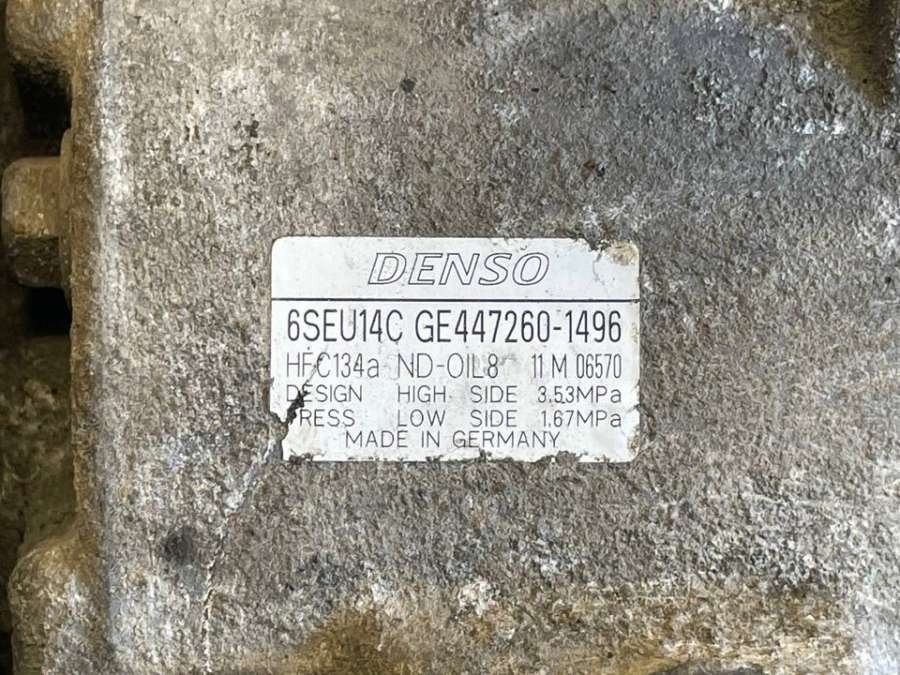 DENSO
6SEU14C GE447260-1496
HFC134a ND-OIL8 11 M 06570
DESIGN HIGH SIDE 3.53MPa
PRESS LOW SIDE 1.67MPa
MADE IN GERMANY